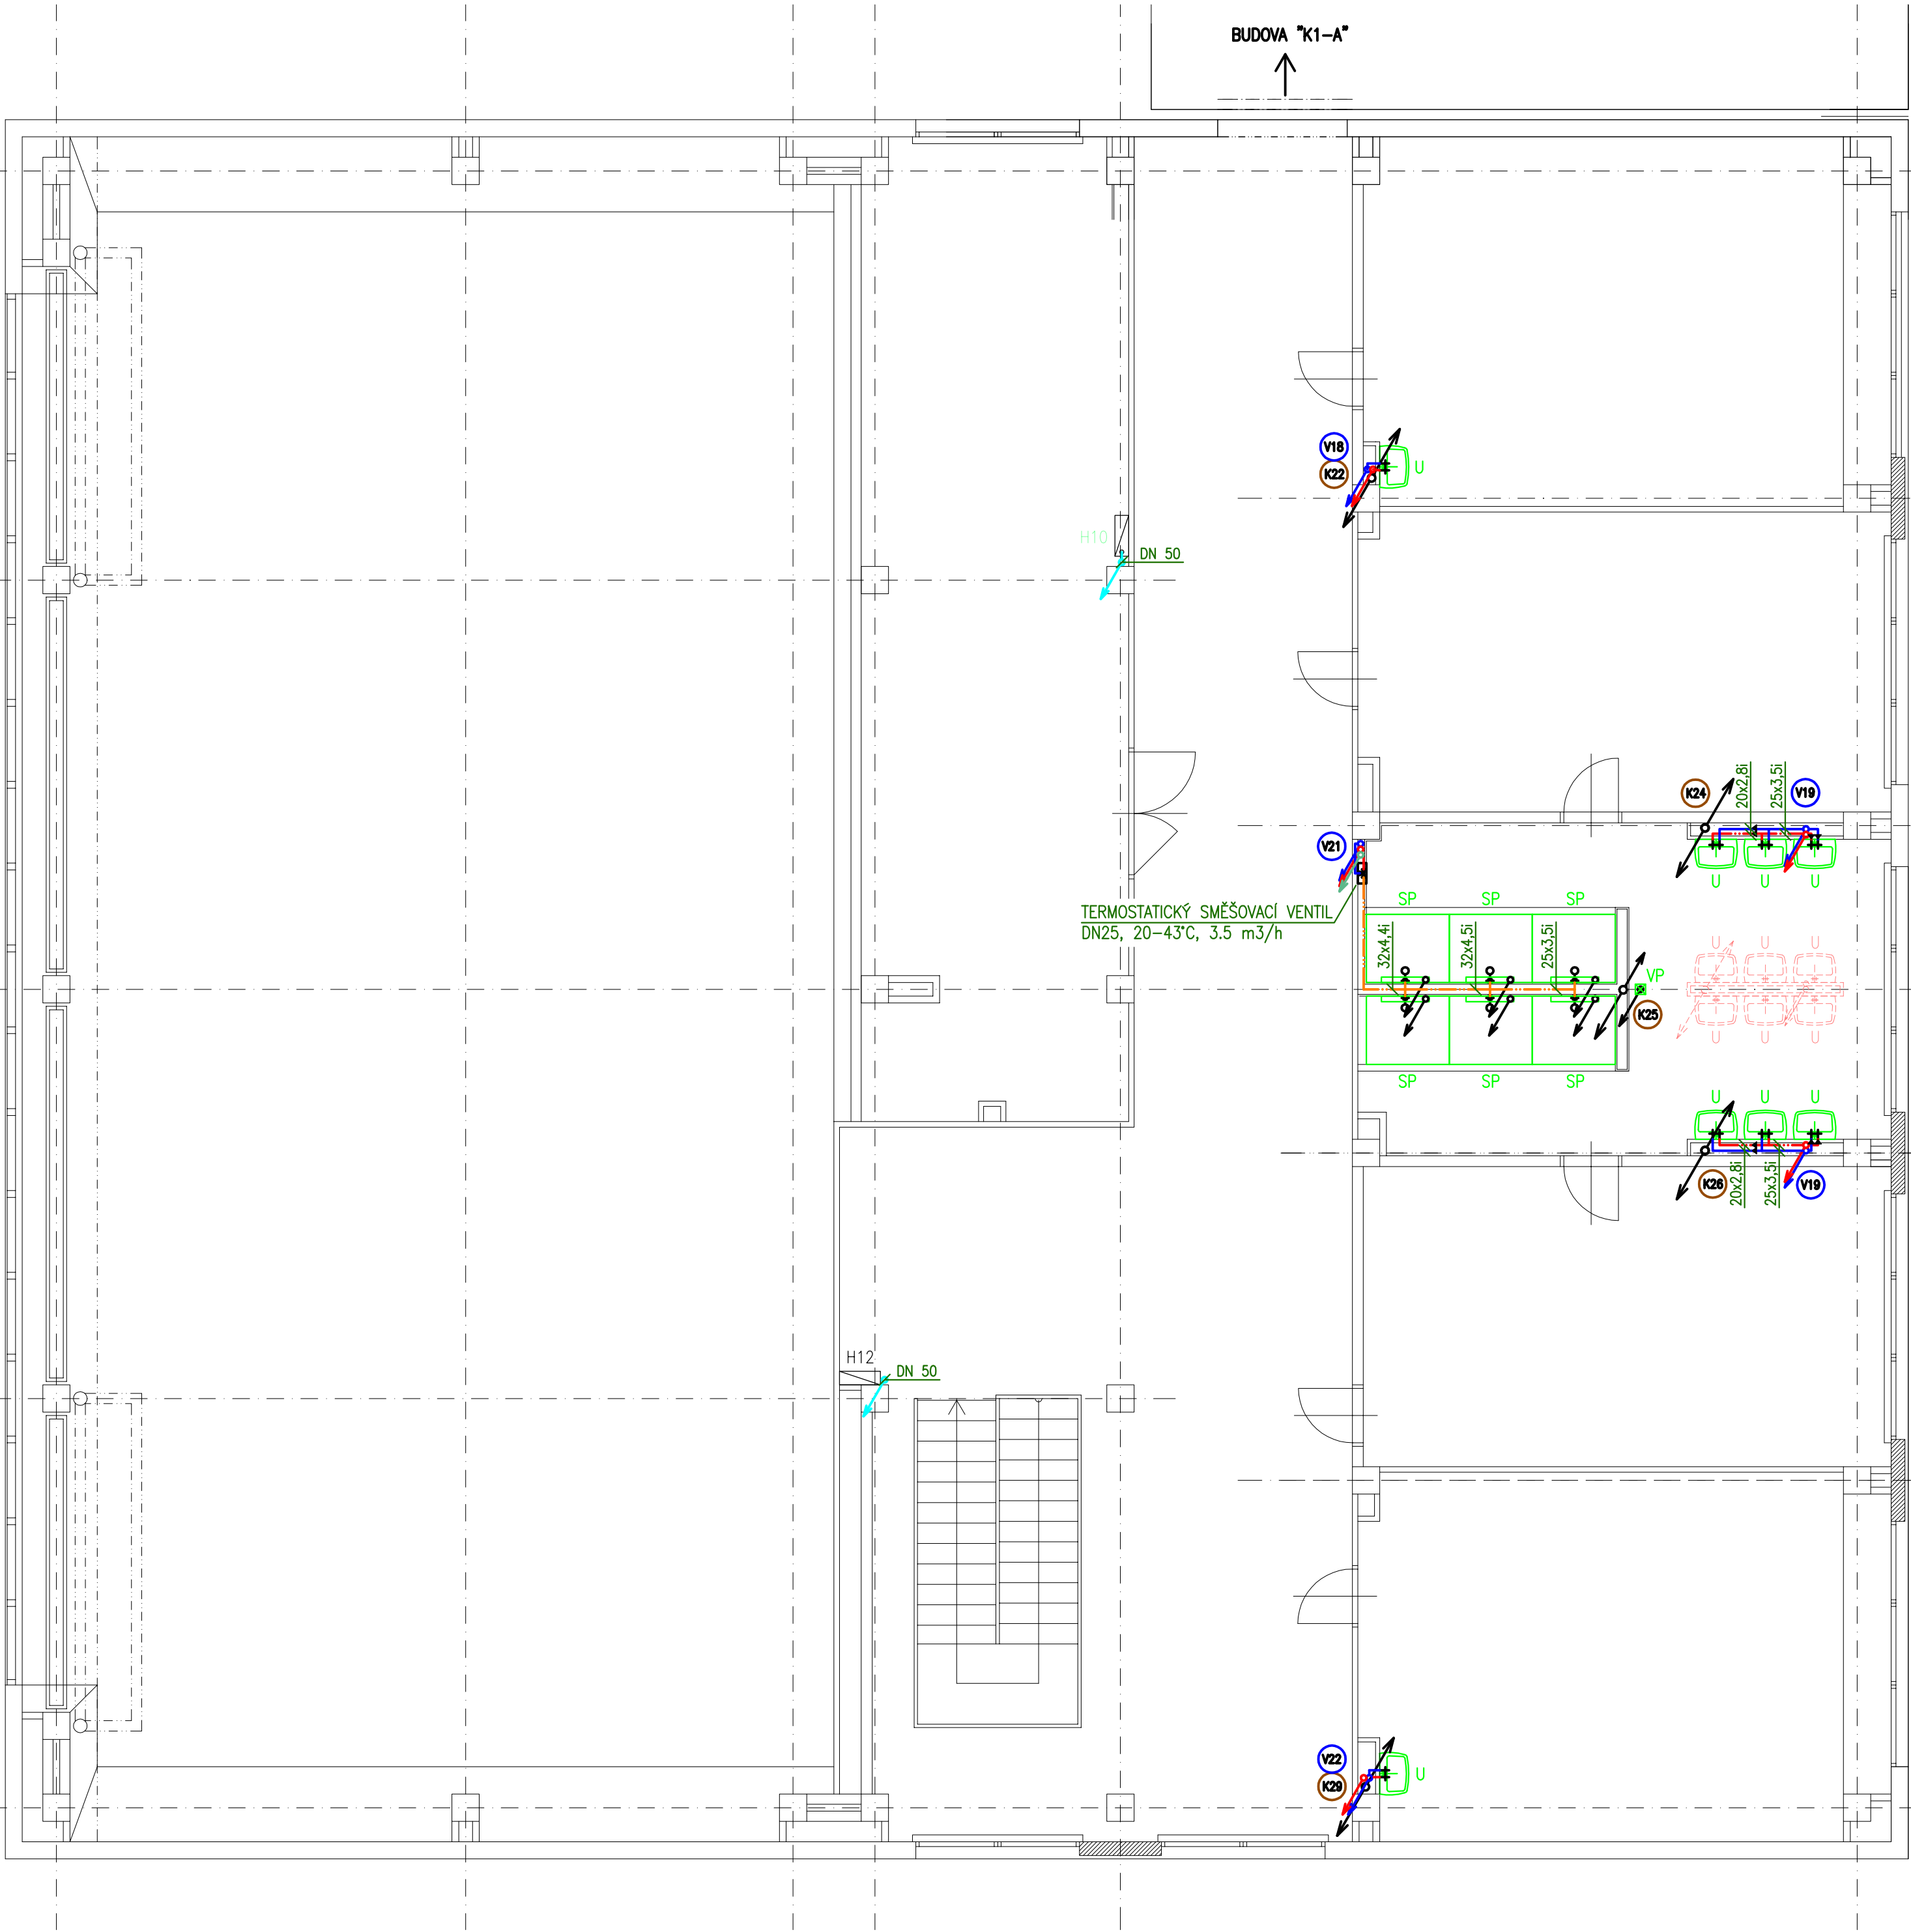 BUDOVA "K1-A"
V18
K22
U
H10
DN 50
K24
20x2,8i
25x3,5i
V19
V21
U
U
U
TERMOSTATICKÝ SMĚŠOVACÍ VENTIL
DN25, 20-43°C, 3.5 m3/h
SP
SP
SP
32x4,4i
32x4,5i
25x3,5i
U
U
U
VP
K25
U
U
U
SP
SP
SP
U
U
U
K26
20x2,8i
25x3,5i
V19
H12
DN 50
V22
K29
U